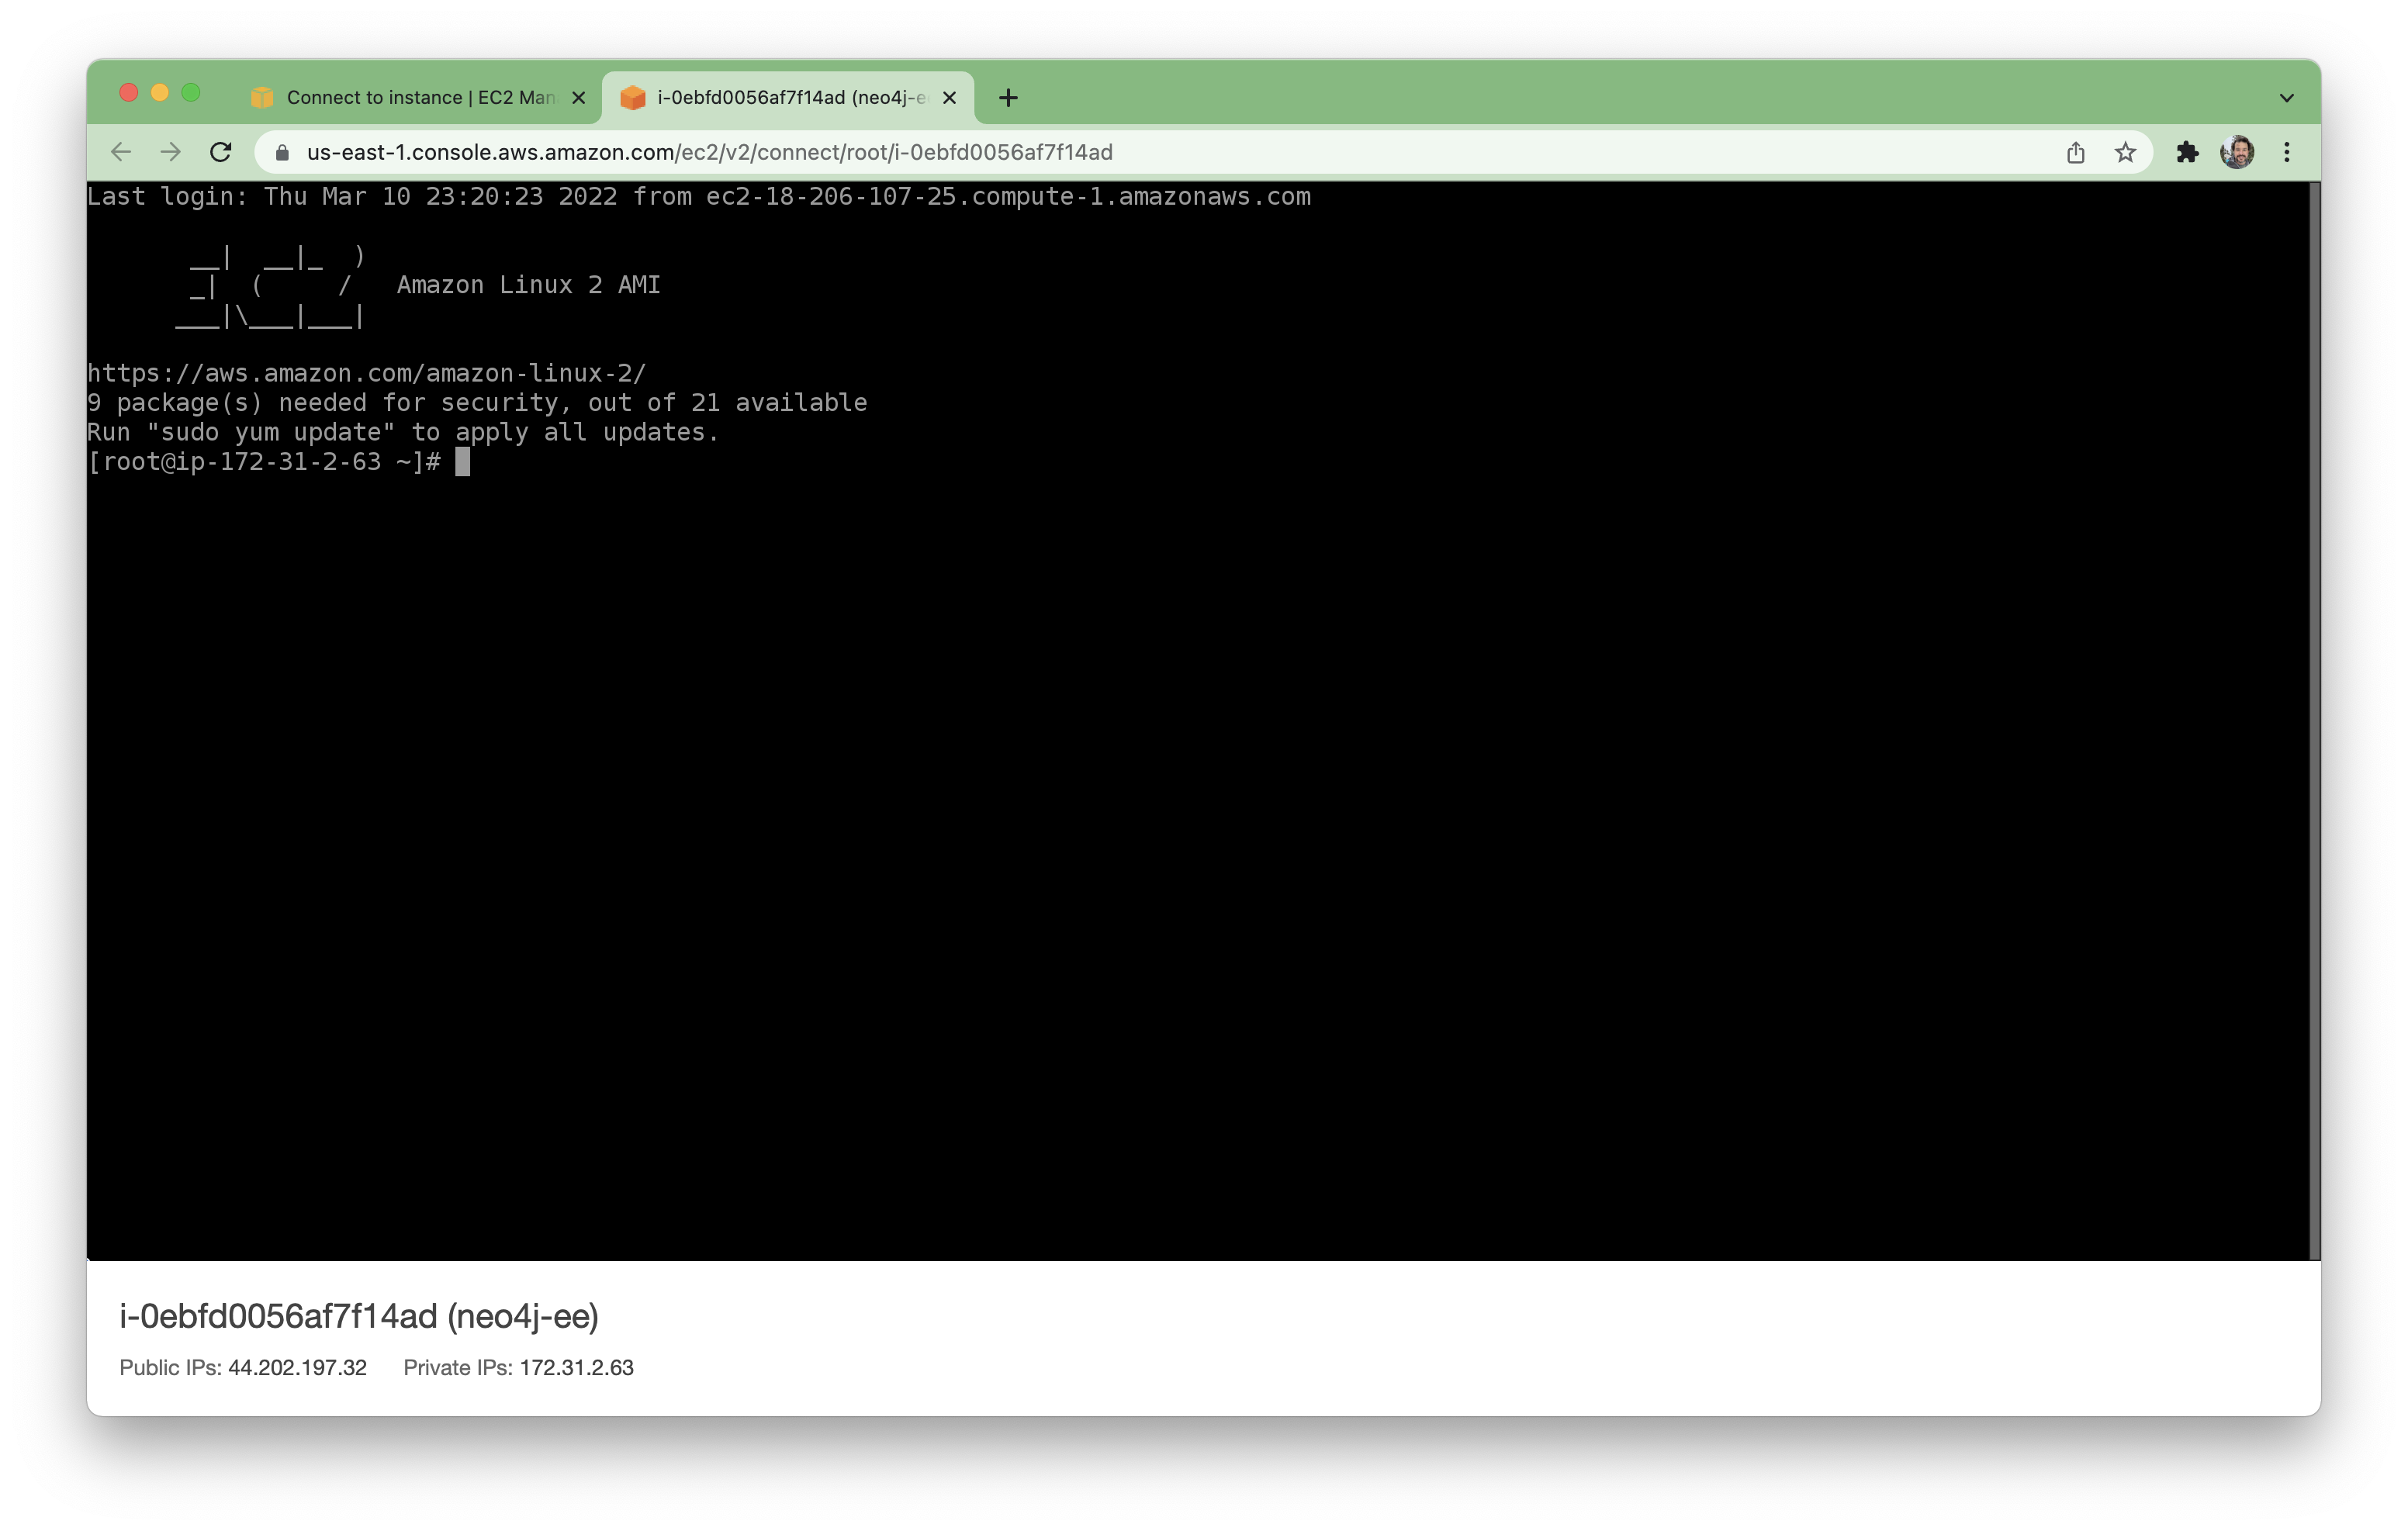 Connect to instance | EC2 Man
i-0ebfd0056af7f14ad (neo4j-e
us-east-1.console.aws.amazon.com/ec2/v2/connect/root/i-0ebfd0056af7f14ad
Last login: Thu Mar 10 23:20:23 2022 from ec2-18-206-107-25.compute-1.amazonaws.com
       __|  __|_  )
       _|  (     /   Amazon Linux 2 AMI
      ___|\___|___|
https://aws.amazon.com/amazon-linux-2/
9 package(s) needed for security, out of 21 available
Run "sudo yum update" to apply all updates.
[root@ip-172-31-2-63 ~]#
i-0ebfd0056af7f14ad (neo4j-ee)
Public IPs: 44.202.197.32 Private IPs: 172.31.2.63